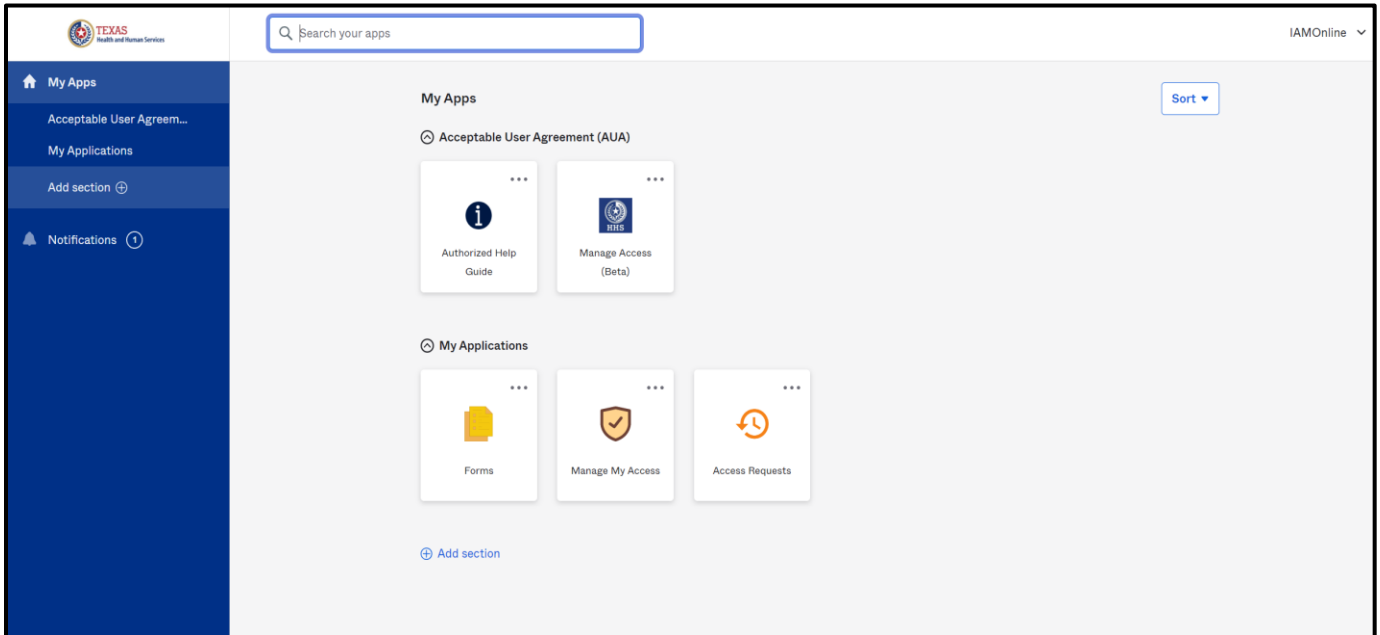 TEXAS
Health and Human Services
Search your apps
IAMOnline
My Apps
Acceptable User Agreem...
My Applications
Add section
Notifications 1
My Apps
Sort
Acceptable User Agreement (AUA)
Authorized Help
Guide
HHS
Manage Access
(Beta)
My Applications
Forms
Manage My Access
Access Requests
Add section